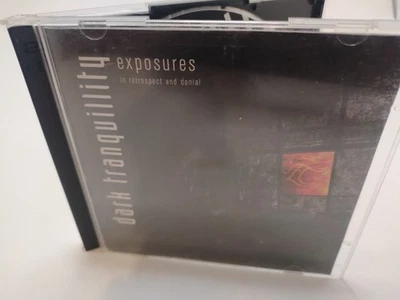 dark tranquillity
exposures
in retrospect and denial